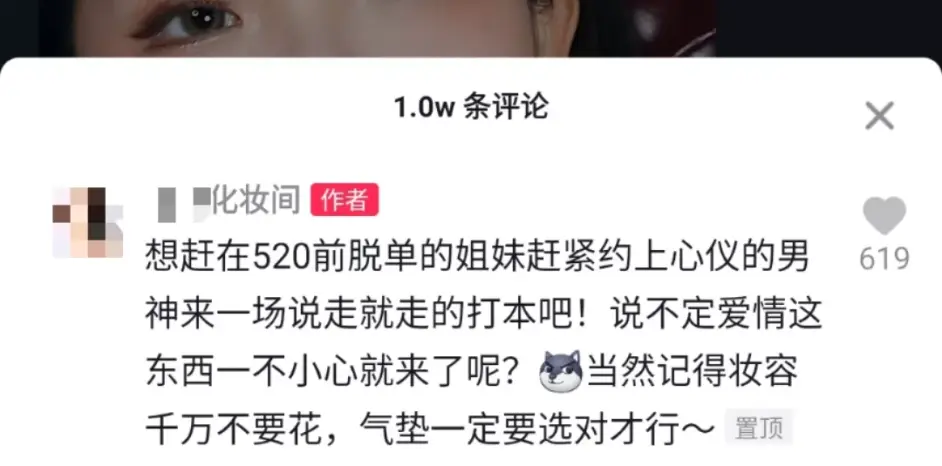 1.0w 条评论
化妆间 作者
想赶在520前脱单的姐妹赶紧约上心仪的男
神来一场说走就走的打本吧！说不定爱情这
东西一不小心就来了呢？当然记得妆容
千万不要花，气垫一定要选对才行～ 置顶
619